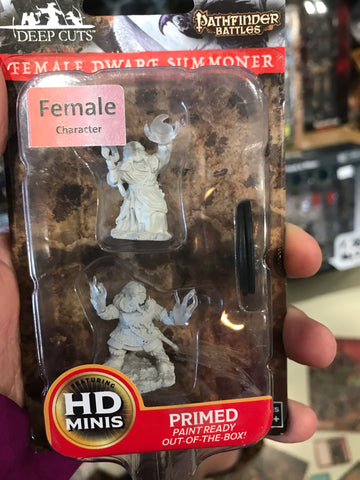 DEEP CUTS
PATHFINDER
BATTLES
FEMALE DWARF SUMMONER
Female
Character
FEATURING
HD
MINIS
PRIMED
PAINT READY
OUT-OF-THE-BOX!